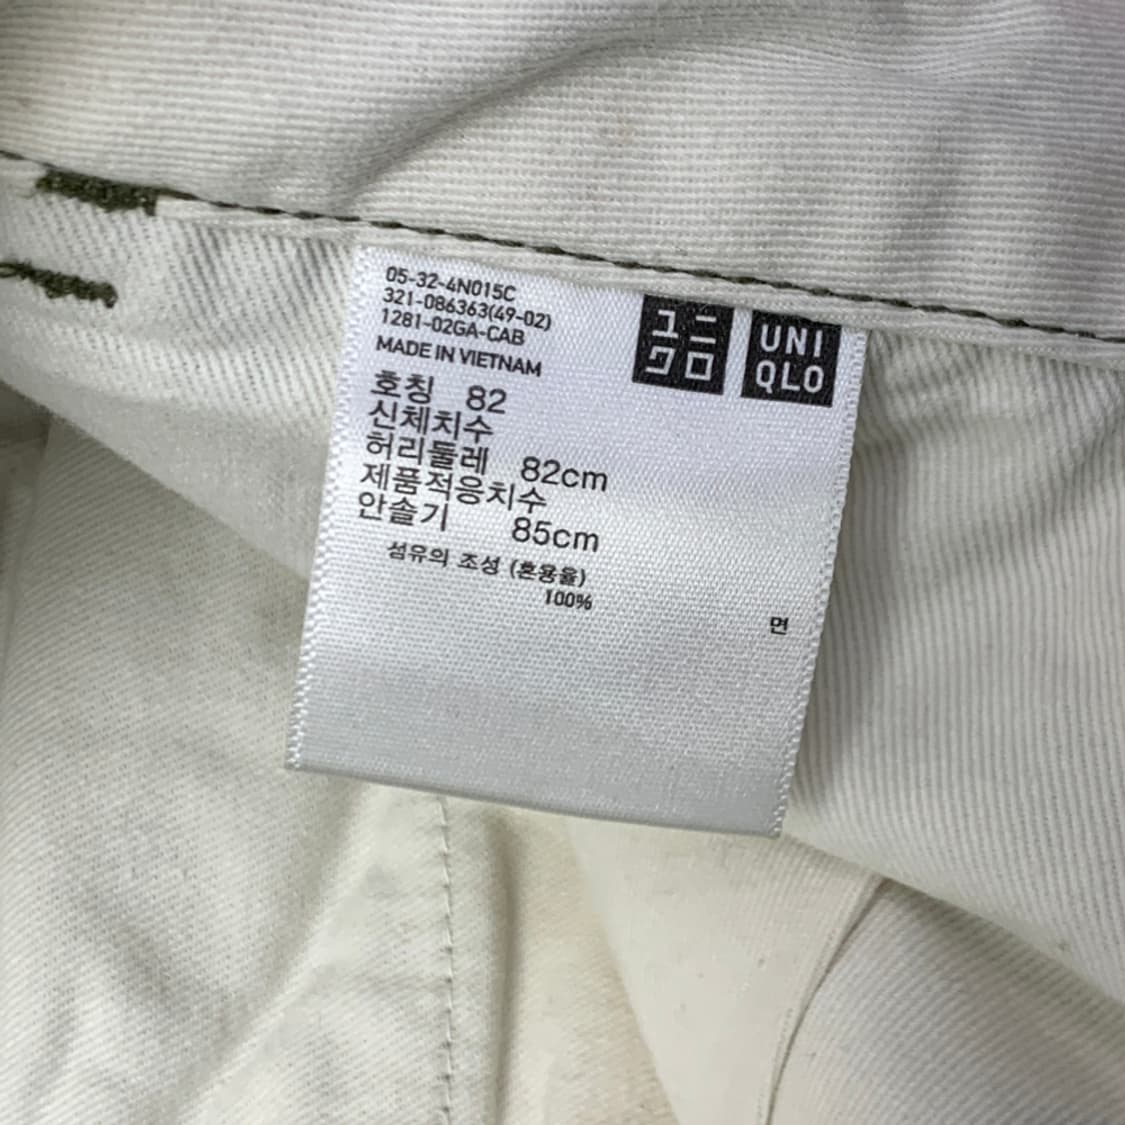 05-32-4N015C
321-086363(49-02)
1281-02GA-CAB
MADE IN VIETNAM
ユニ
クロ
UNI
QLO
호칭 82
신체치수
허리둘레 82cm
제품적응치수
안솔기 85cm
섬유의 조성 (혼용율)
100%
면